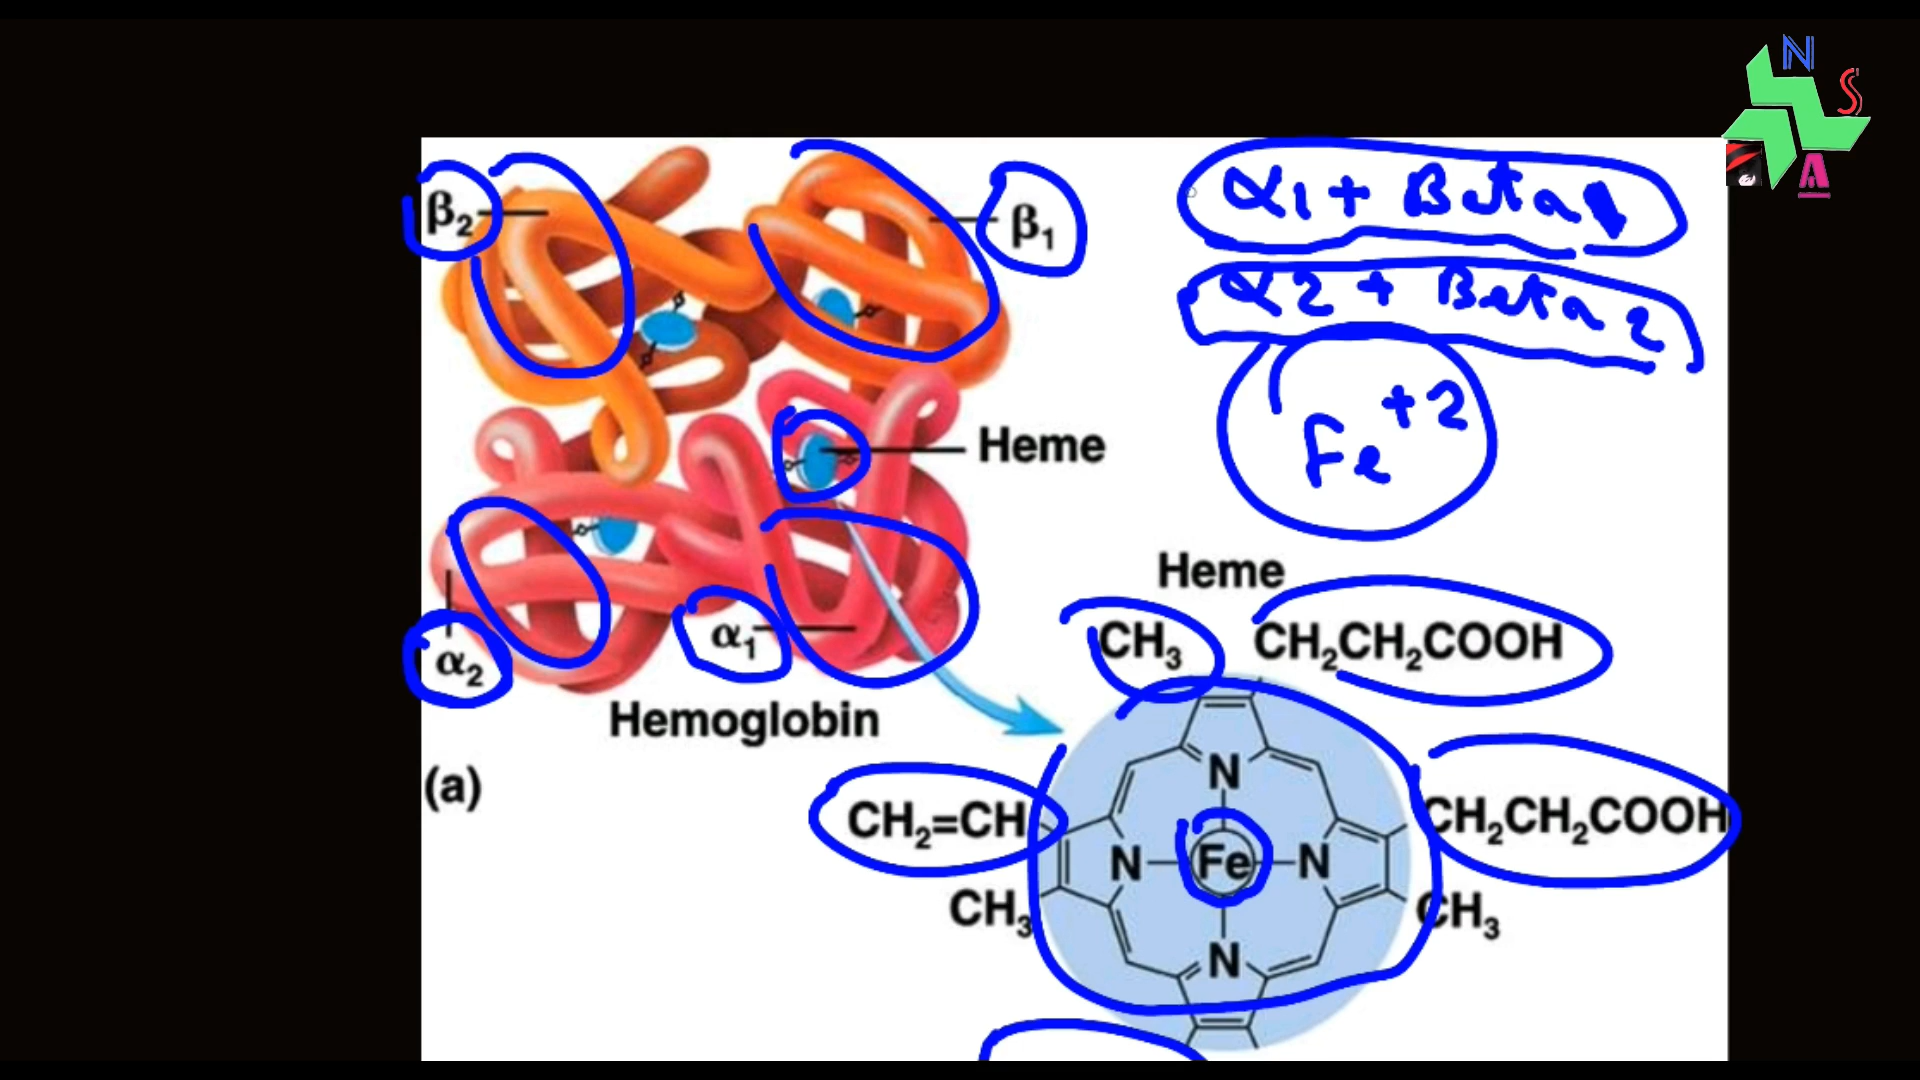 N
S
A
β2
β1
α1 + Beta 1
α2 + Beta 2
Fe+2
Heme
Heme
CH3
CH2CH2COOH
α1
α2
Hemoglobin
N
(a)
CH2=CH
CH2CH2COOH
N
Fe
N
CH3
CH3
N